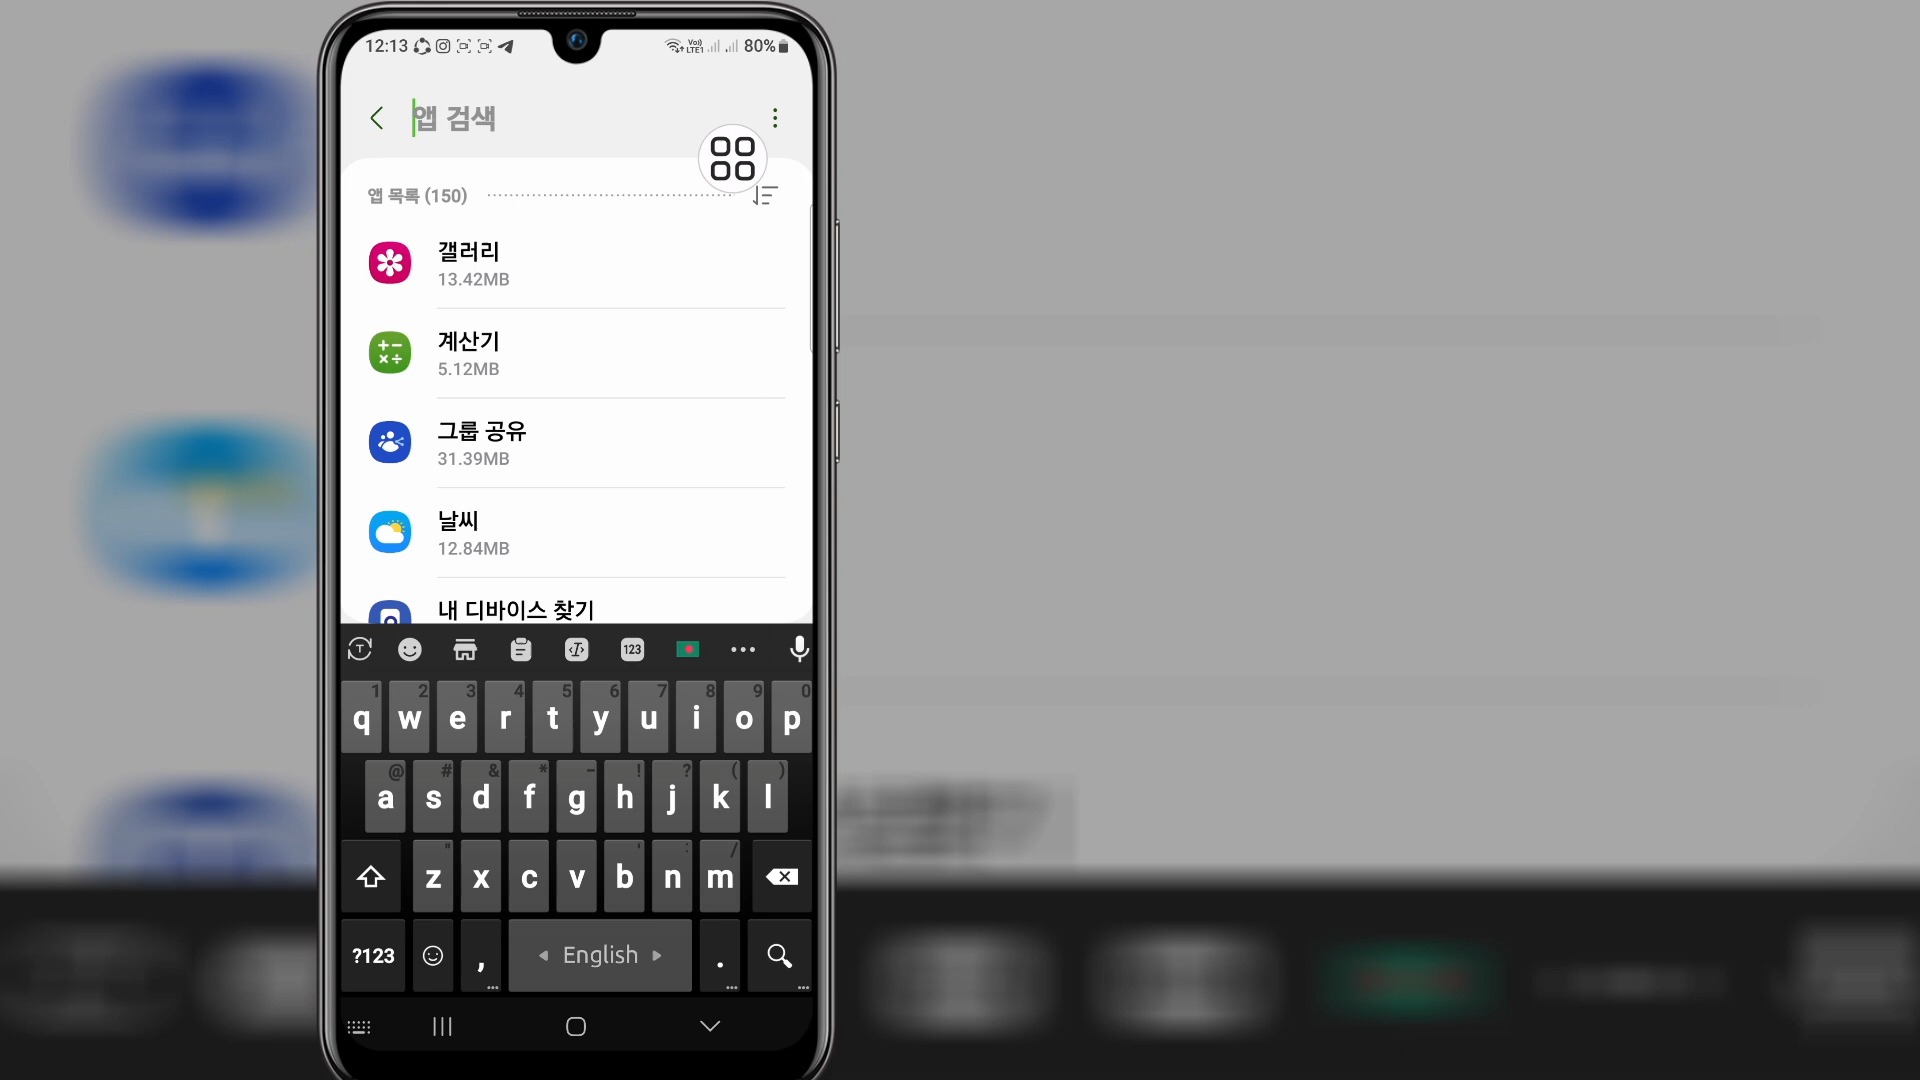 12:13 Vo) LTE1 80%
앱 검색
앱 목록 (150)
갤러리
13.42MB
계산기
5.12MB
그룹 공유
31.39MB
날씨
12.84MB
내 디바이스 찾기
T 123
1 2 3 4 5 6 7 8 9 0
q w e r t y u i o p
@ # & * - ! ? ( )
a s d f g h j k l
" ' : /
z x c v b n m
?123 , English .